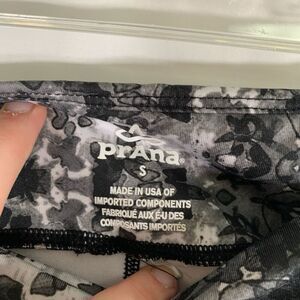 prAna®
S
MADE IN USA OF
IMPORTED COMPONENTS
FABRIQUÉ AUX É-U DES
COMPOSANTS IMPORTÉS